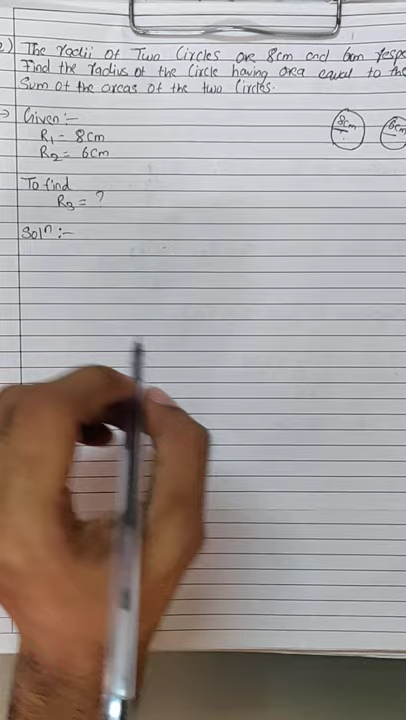 2) The radii of Two Circles are 8cm and 6cm respe
Find the radius of the Circle having area equal to the
Sum of the areas of the two Circles.
→ Given :-
R1 = 8cm
R2 = 6cm
8cm
6cm
To find
R3 = ?
Solⁿ :-